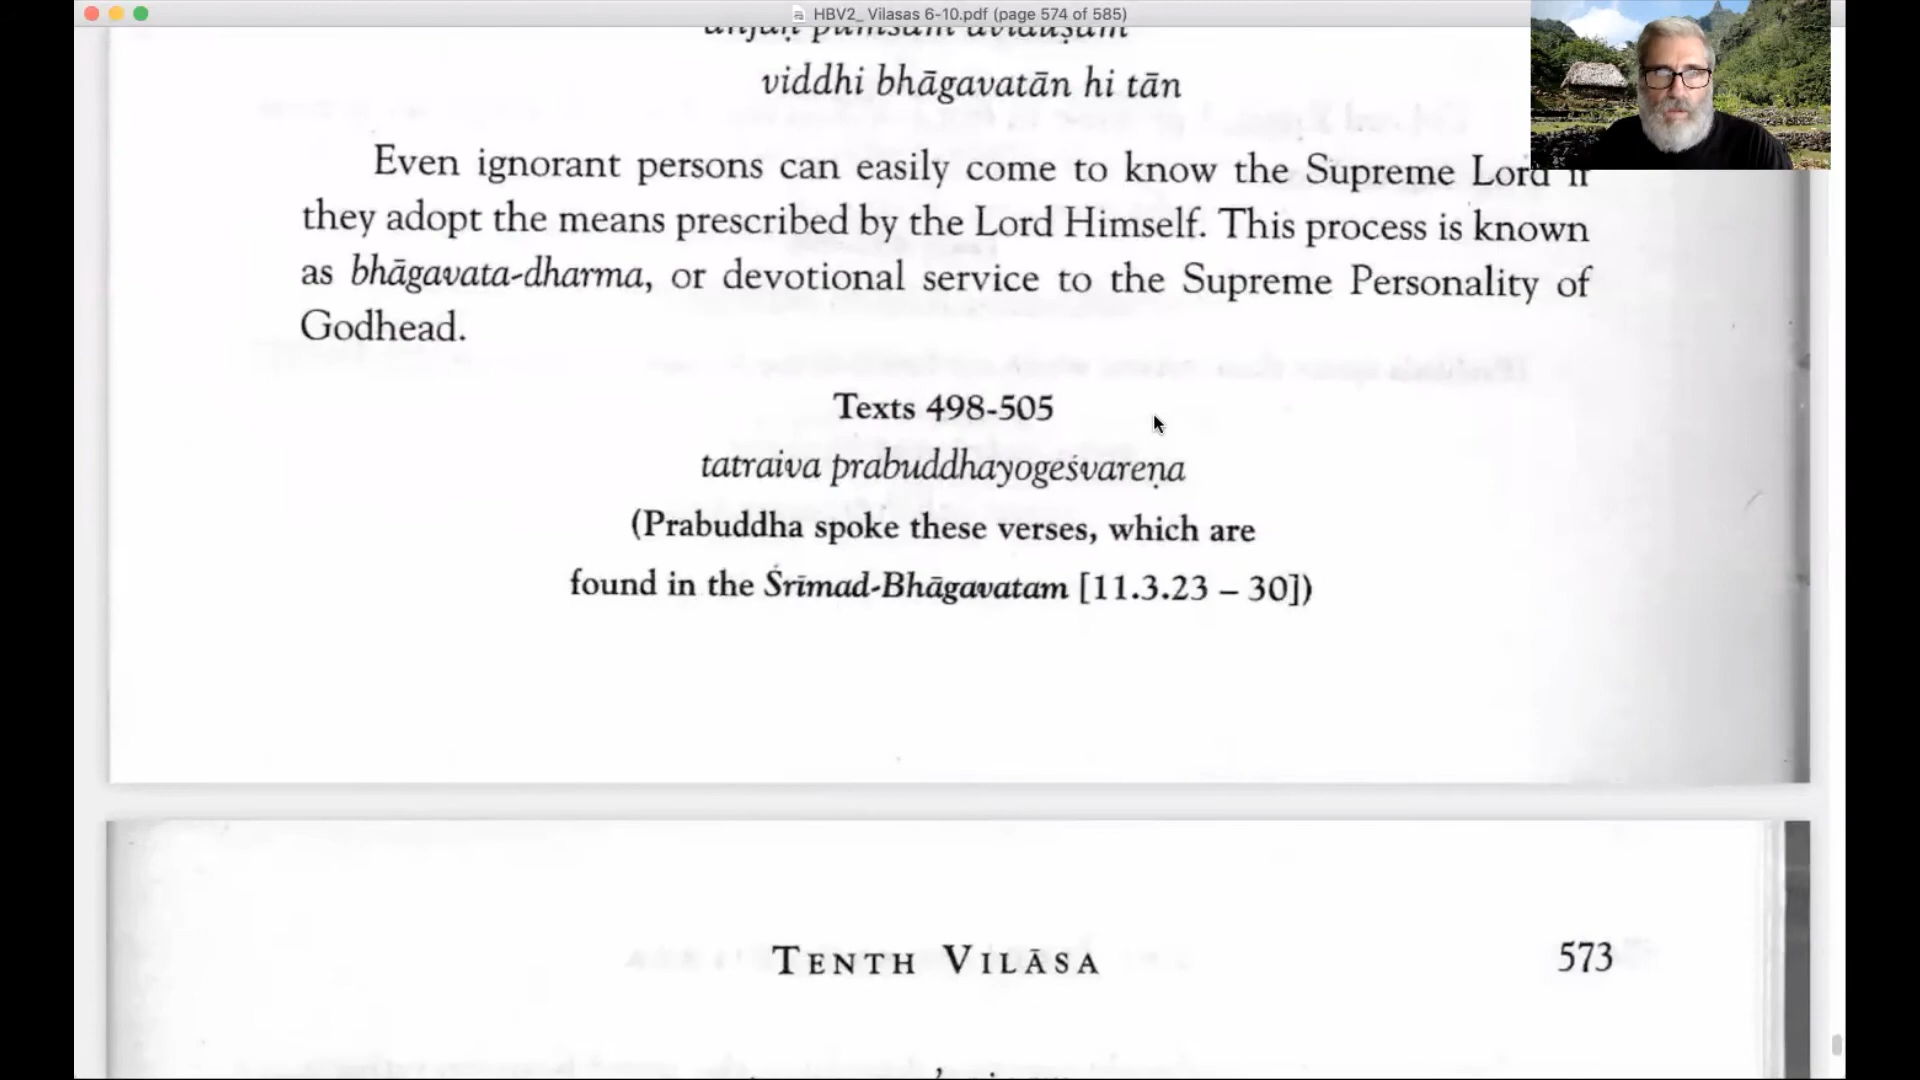 HBV2_ Vilasas 6-10.pdf (page 574 of 585)
viddhi bhāgavatān hi tān
Even ignorant persons can easily come to know the Supreme Lord if
they adopt the means prescribed by the Lord Himself. This process is known
as bhāgavata-dharma, or devotional service to the Supreme Personality of
Godhead.
Texts 498-505
tatraiva prabuddhayogeśvareṇa
(Prabuddha spoke these verses, which are
found in the Śrīmad-Bhāgavatam [11.3.23 – 30])
TENTH VILĀSA 573